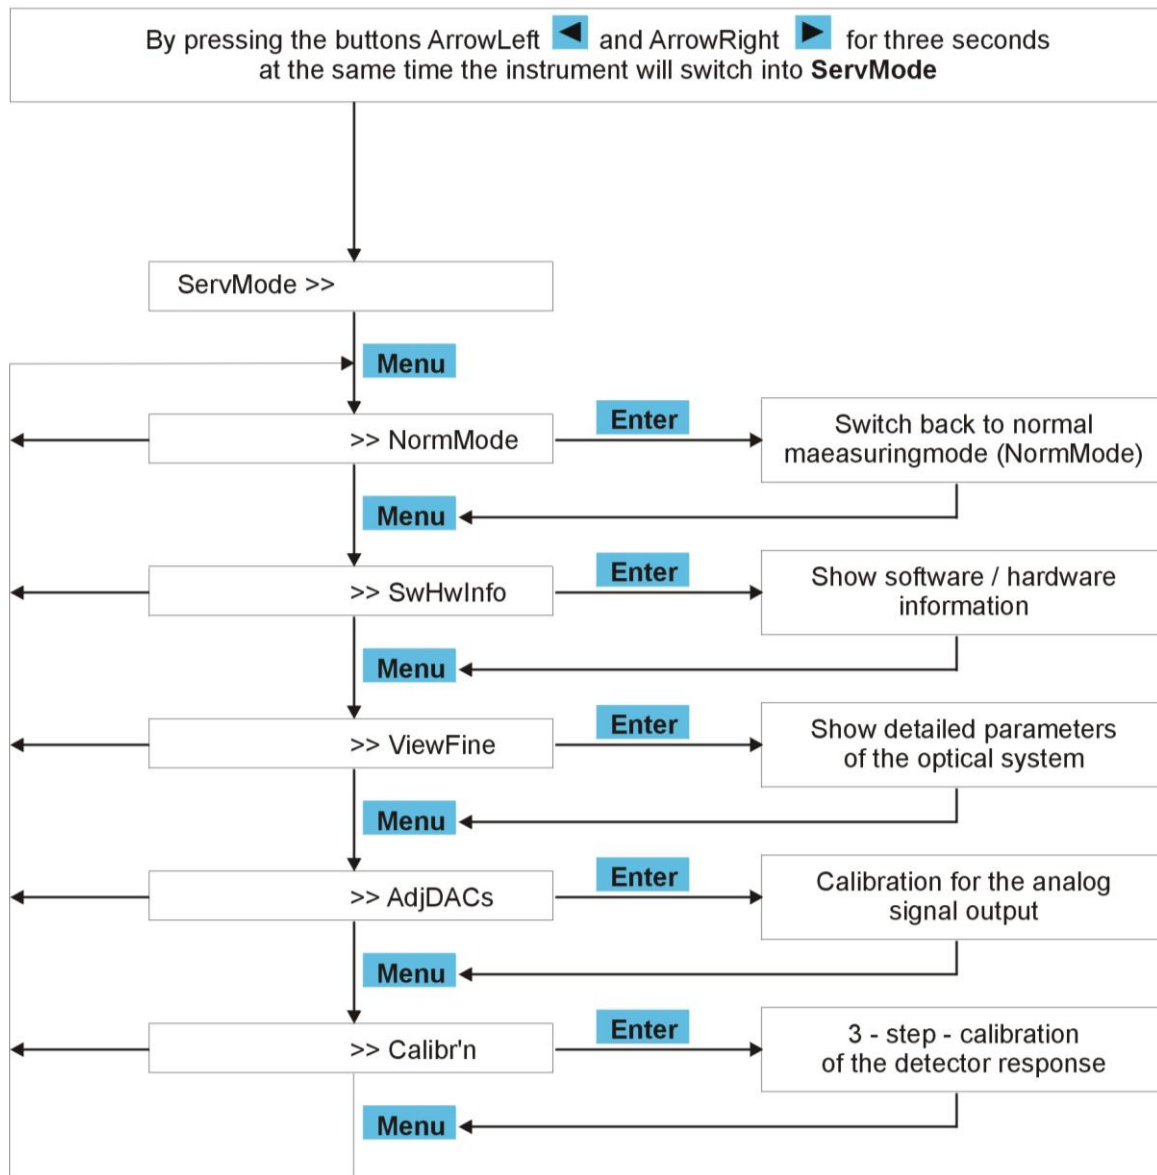 By pressing the buttons ArrowLeft ◄ and ArrowRight ► for three seconds
at the same time the instrument will switch into ServMode
ServMode >>
Menu
>> NormMode
Enter
Switch back to normal
maeasuringmode (NormMode)
Menu
>> SwHwInfo
Enter
Show software / hardware
information
Menu
>> ViewFine
Enter
Show detailed parameters
of the optical system
Menu
>> AdjDACs
Enter
Calibration for the analog
signal output
Menu
>> Calibr'n
Enter
3 - step - calibration
of the detector response
Menu